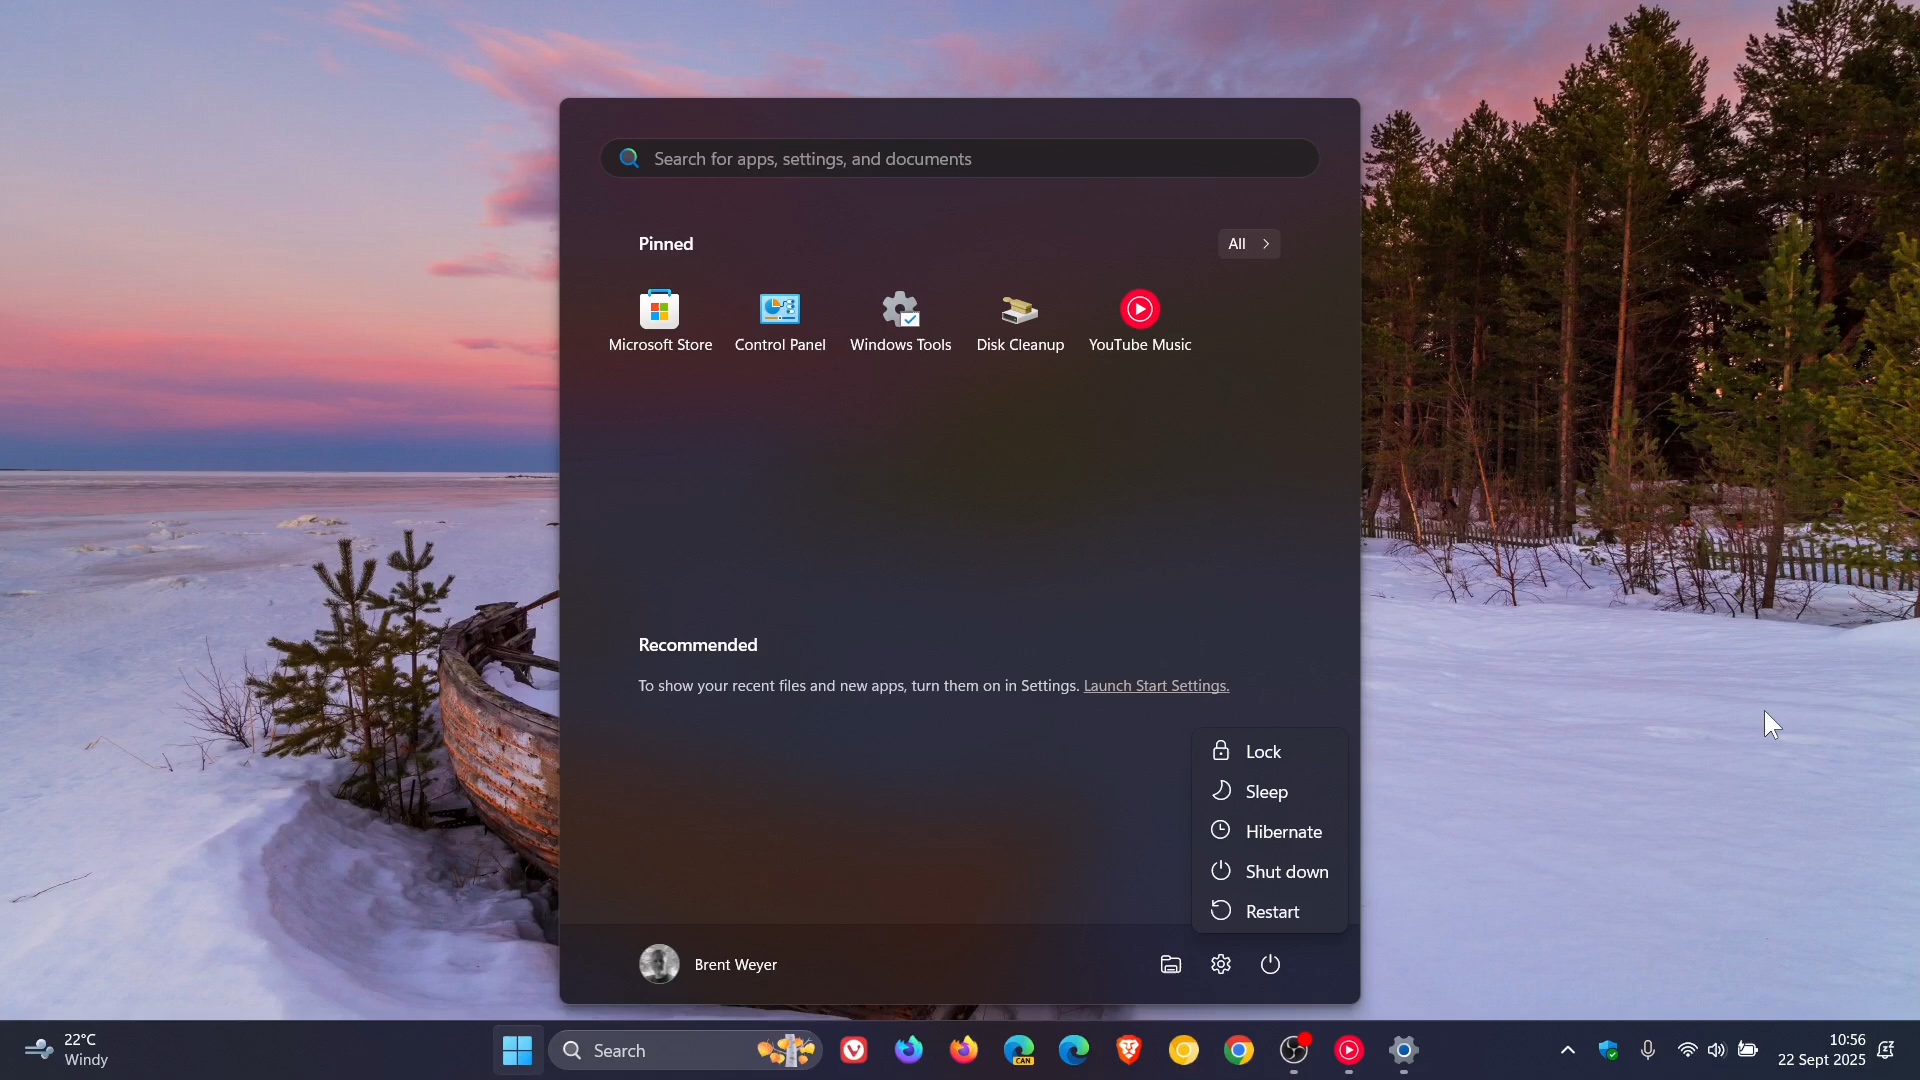 Search for apps, settings, and documents
Pinned
All
Microsoft Store
Control Panel
Windows Tools
Disk Cleanup
YouTube Music
Recommended
To show your recent files and new apps, turn them on in Settings. Launch Start Settings.
Lock
Sleep
Hibernate
Shut down
Restart
Brent Weyer
22°C
Windy
Search
CAN
10:56
22 Sept 2025